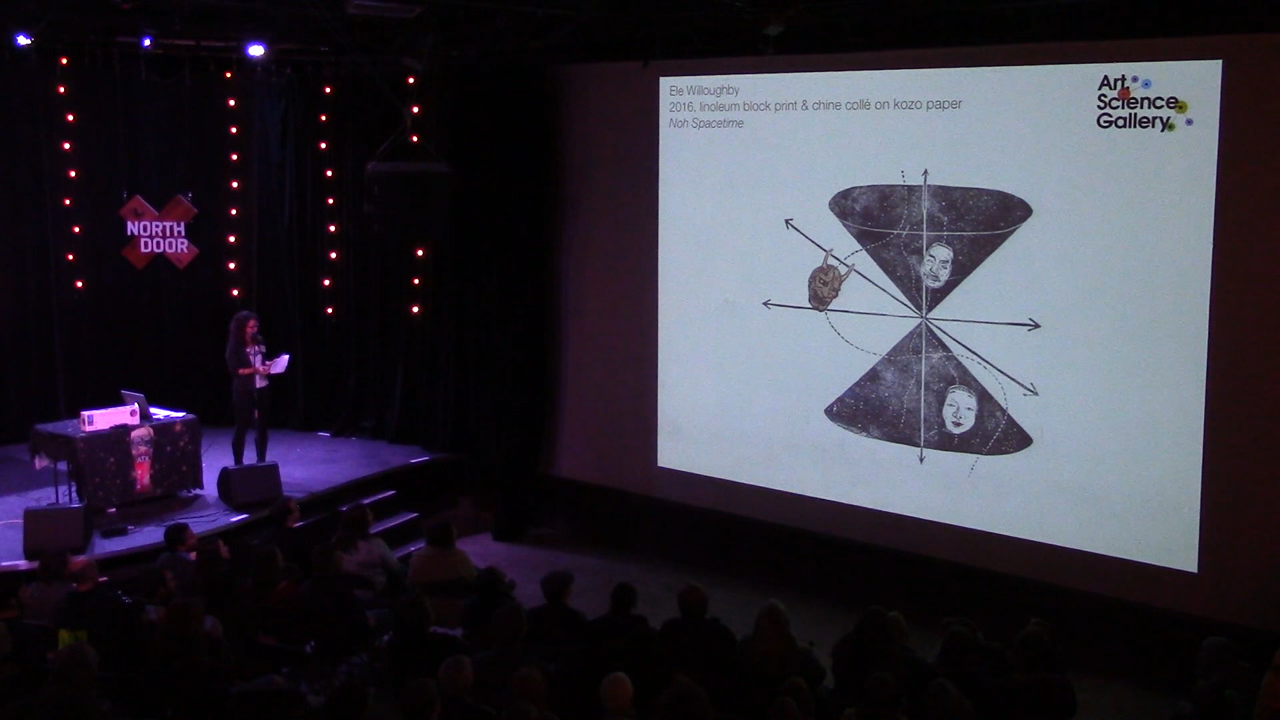 NORTH
DOOR
Ele Willoughby
2016, linoleum block print & chine collé on kozo paper
Noh Spacetime
Art.
Science
Gallery.